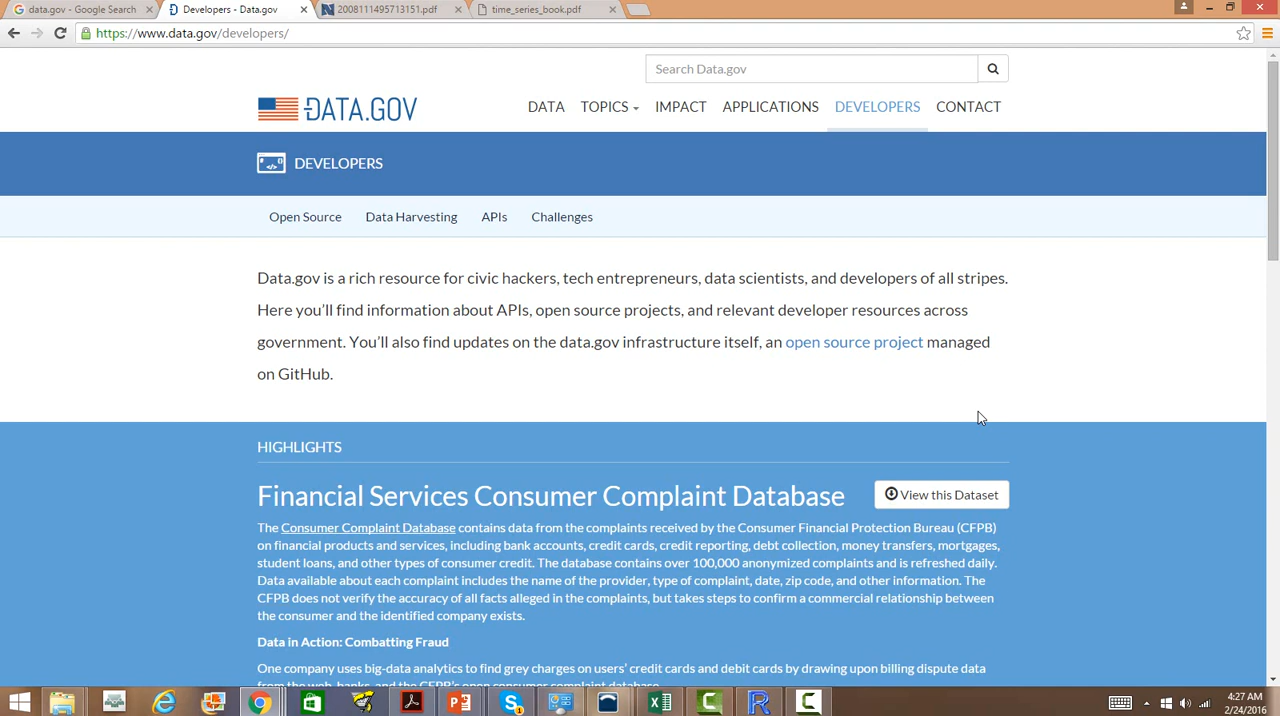 data.gov - Google Search
Developers - Data.gov
2008111495713151.pdf
time_series_book.pdf
https://www.data.gov/developers/
Search Data.gov
DATA.GOV
DATA TOPICS IMPACT APPLICATIONS DEVELOPERS CONTACT
DEVELOPERS
Open Source Data Harvesting APIs Challenges
Data.gov is a rich resource for civic hackers, tech entrepreneurs, data scientists, and developers of all stripes.
Here you’ll find information about APIs, open source projects, and relevant developer resources across
government. You’ll also find updates on the data.gov infrastructure itself, an open source project managed
on GitHub.
HIGHLIGHTS
Financial Services Consumer Complaint Database
View this Dataset
The Consumer Complaint Database contains data from the complaints received by the Consumer Financial Protection Bureau (CFPB)
on financial products and services, including bank accounts, credit cards, credit reporting, debt collection, money transfers, mortgages,
student loans, and other types of consumer credit. The database contains over 100,000 anonymized complaints and is refreshed daily.
Data available about each complaint includes the name of the provider, type of complaint, date, zip code, and other information. The
CFPB does not verify the accuracy of all facts alleged in the complaints, but takes steps to confirm a commercial relationship between
the consumer and the identified company exists.
Data in Action: Combatting Fraud
One company uses big-data analytics to find grey charges on users’ credit cards and debit cards by drawing upon billing dispute data
from the web, banks, and the CFPB’s open consumer complaint database.
4:27 AM
2/24/2016